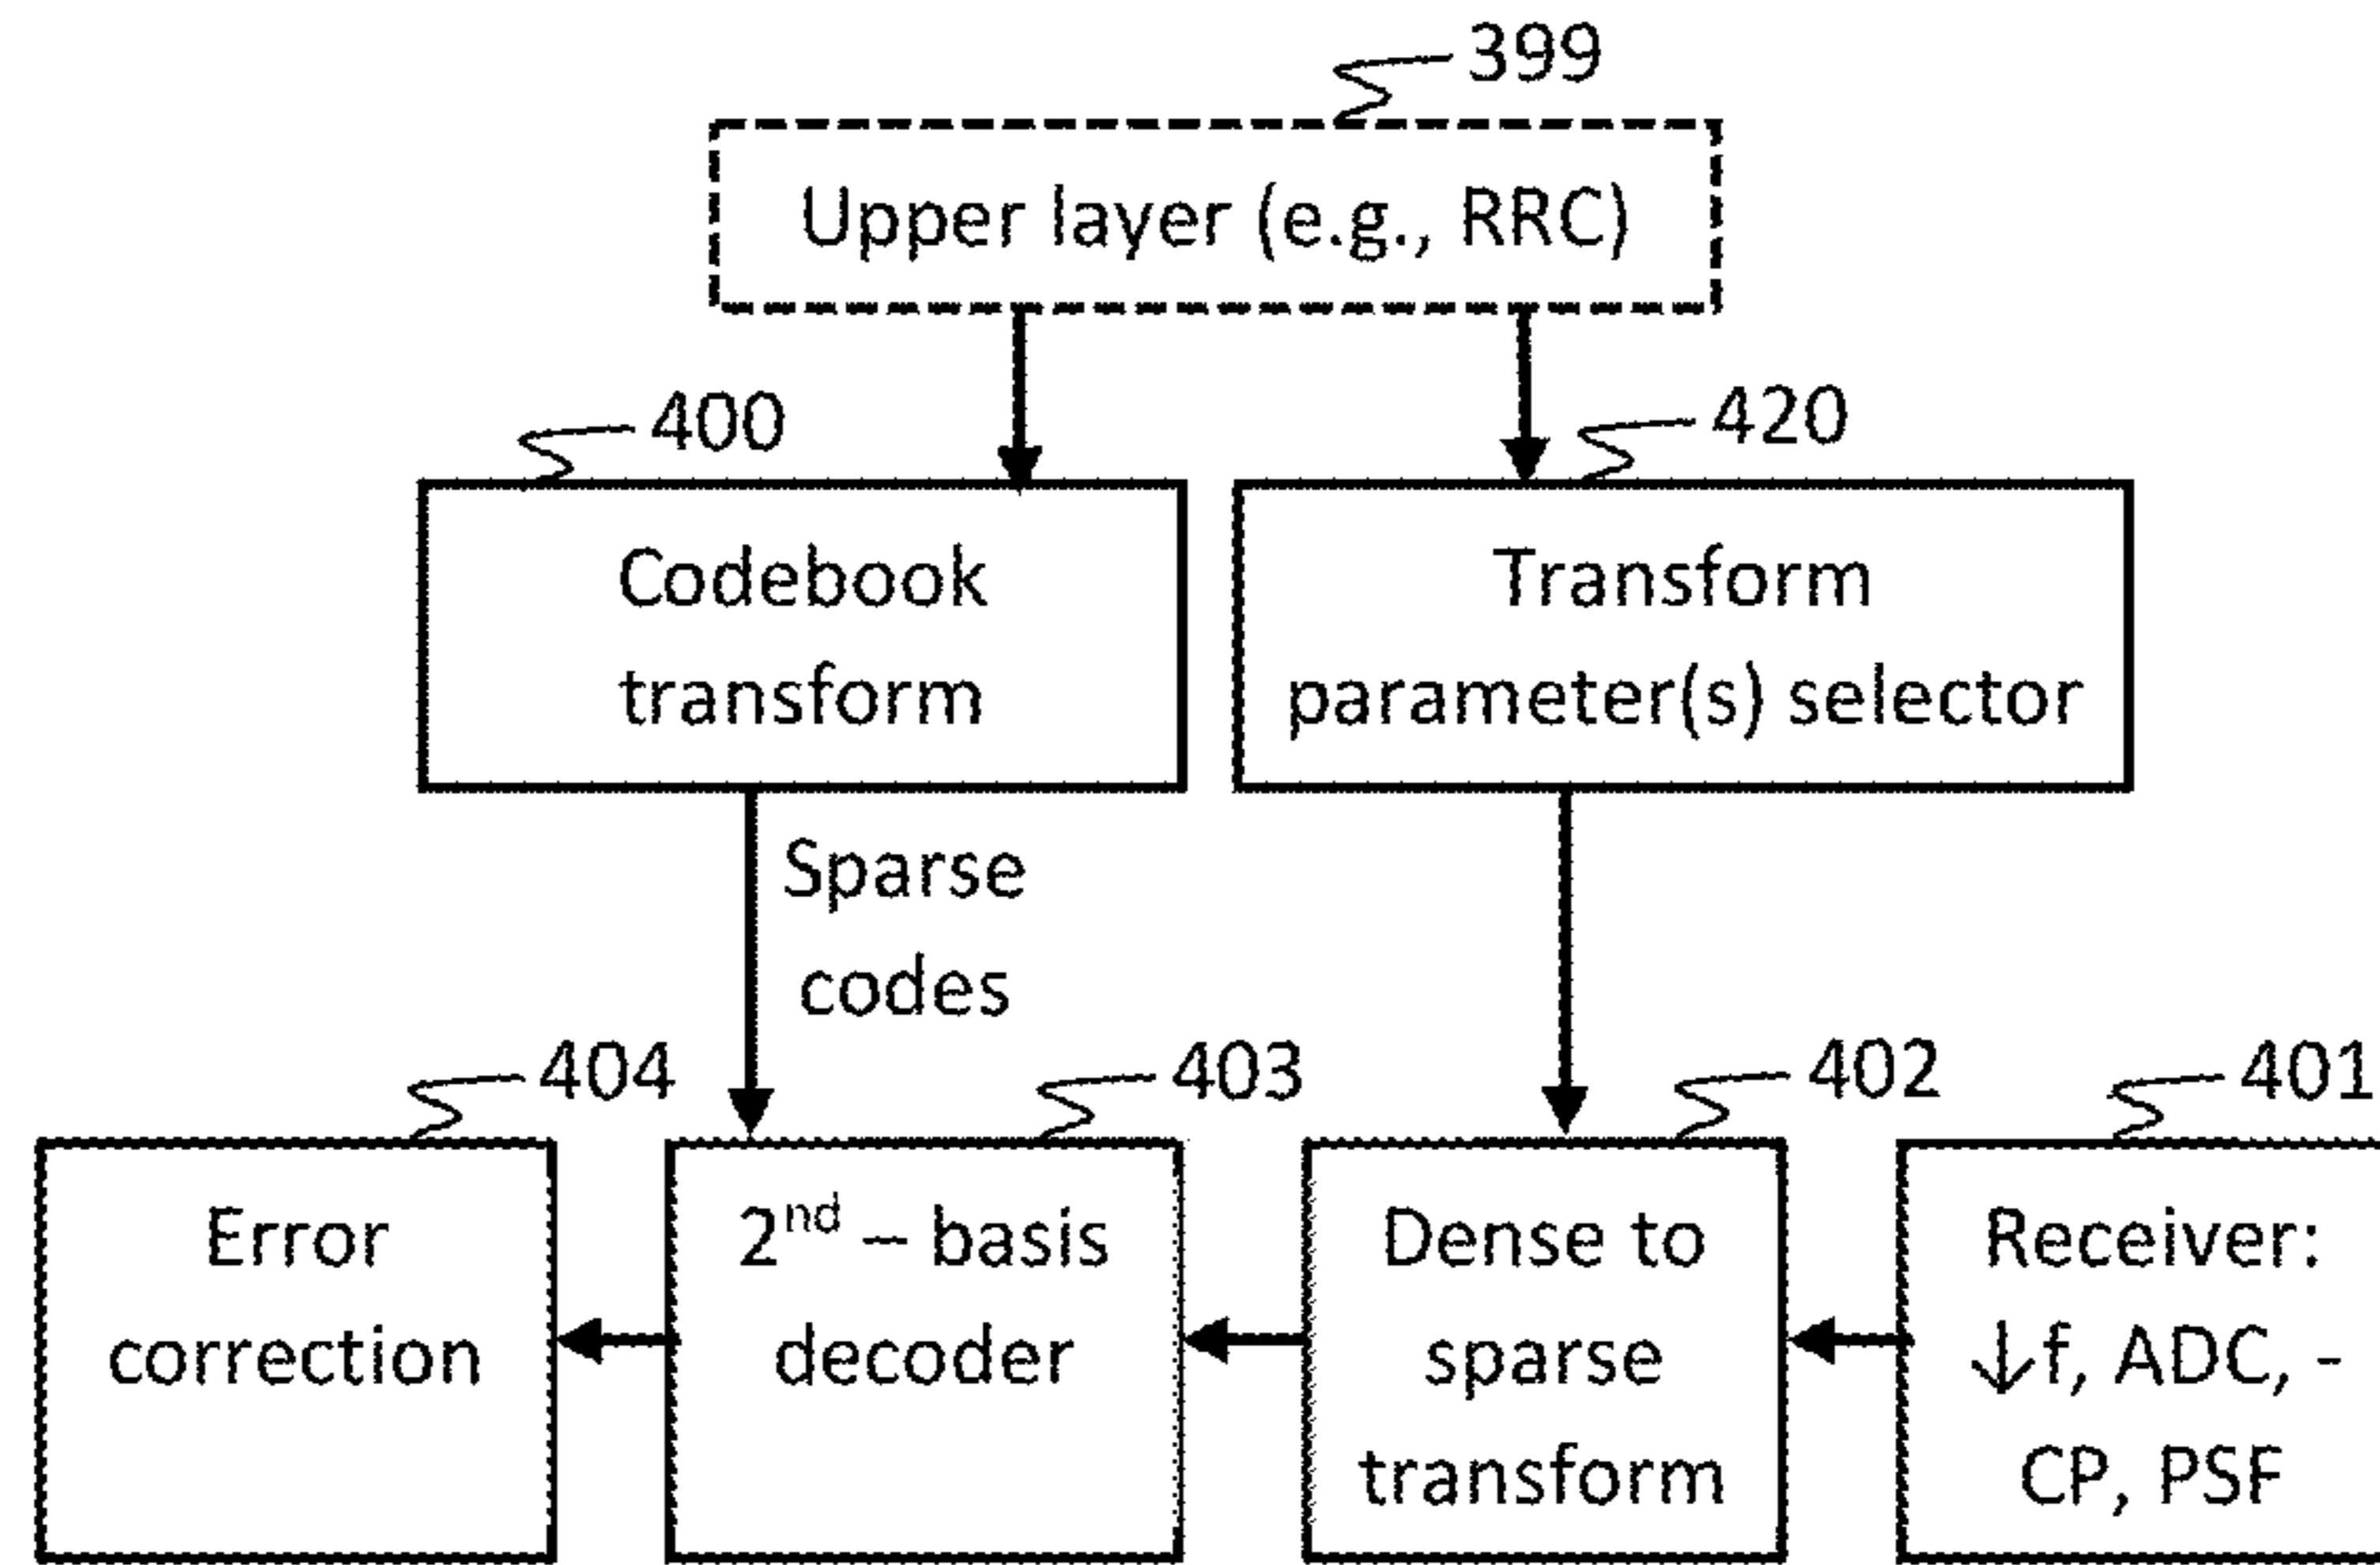 399
Upper layer (e.g., RRC)
400
420
Codebook
transform
Transform
parameter(s) selector
Sparse
codes
404
403
402
401
Error
correction
2nd – basis
decoder
Dense to
sparse
transform
Receiver:
↓f, ADC, -
CP, PSF